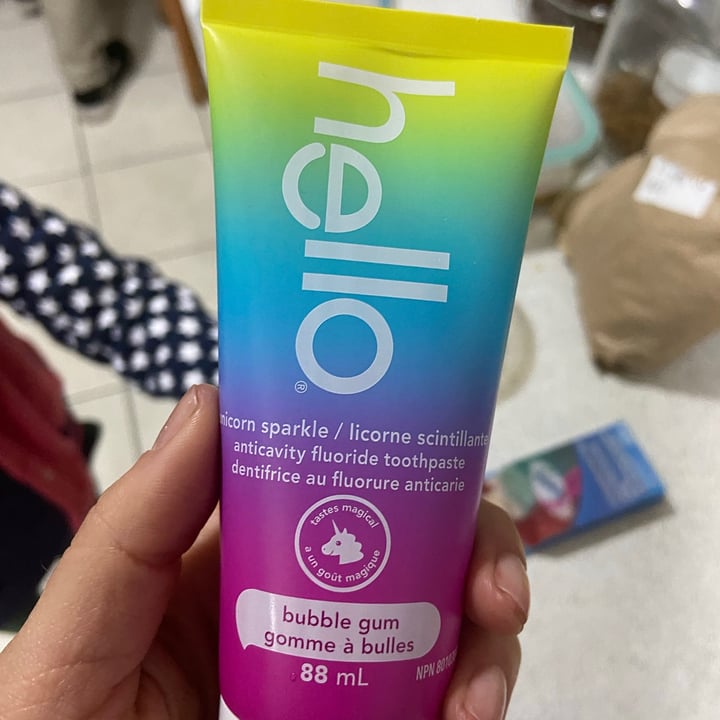 hello®
sparkle / licorne scintillante
anticavity fluoride toothpaste
dentifrice au fluorure anticarie
tastes magical
a un goût magique
bubble gum
gomme à bulles
88 mL
NPN